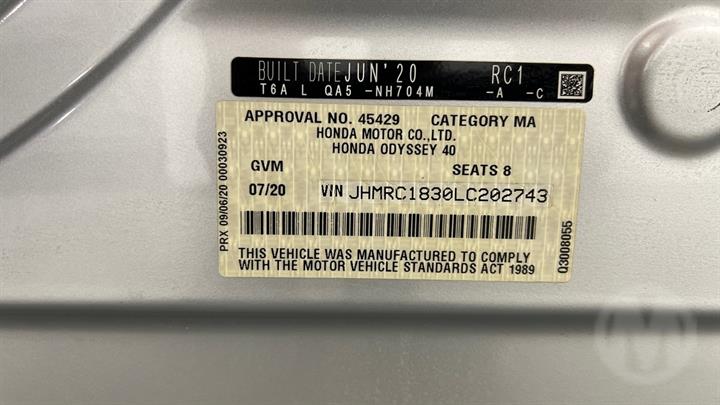 BUILT DATE JUN'20 RC1
T6A L QA5 -NH704M -A -C
APPROVAL NO. 45429 CATEGORY MA
HONDA MOTOR CO.,LTD.
HONDA ODYSSEY 40
GVM SEATS 8
07/20 VIN JHMRC1830LC202743
THIS VEHICLE WAS MANUFACTURED TO COMPLY
WITH THE MOTOR VEHICLE STANDARDS ACT 1989
PRX 09/06/20 00030923
Q3008055
M